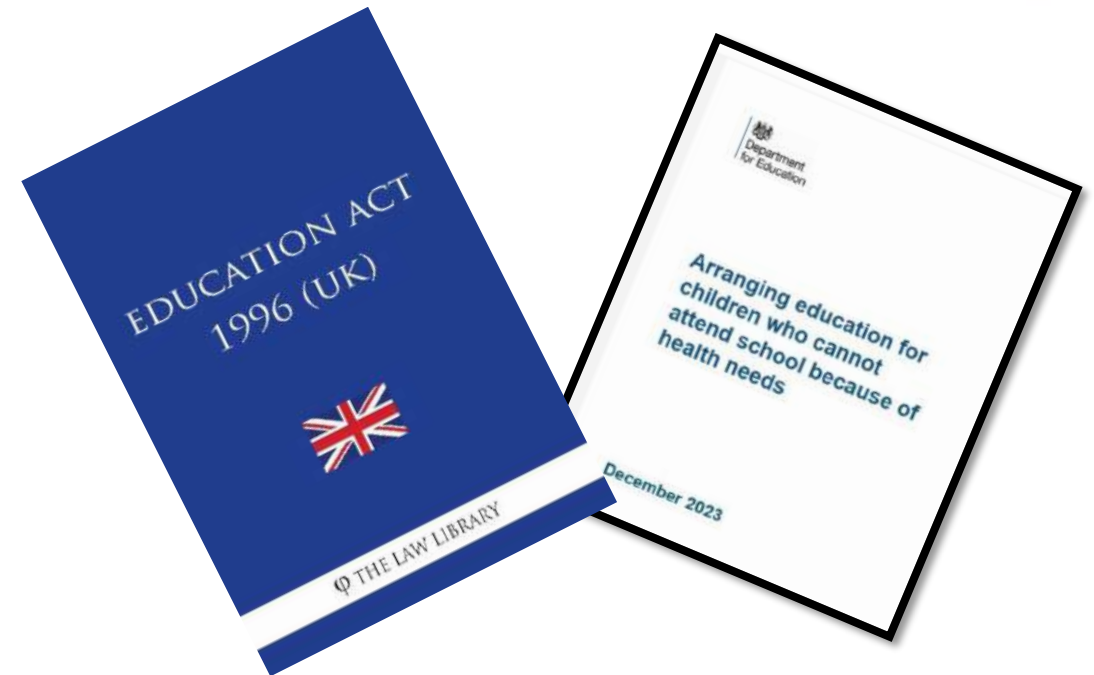 EDUCATION ACT
1996 (UK)
THE LAW LIBRARY
Department
for Education
Arranging education for
children who cannot
attend school because of
health needs
December 2023